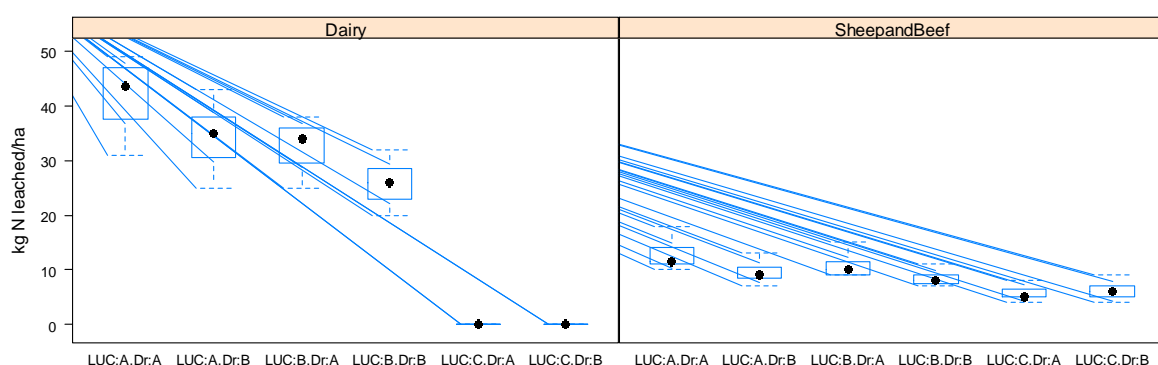 Dairy SheepandBeef
kg N leached/ha
50
40
30
20
10
0
LUC:A.Dr:A LUC:A.Dr:B LUC:B.Dr:A LUC:B.Dr:B LUC:C.Dr:A LUC:C.Dr:B LUC:A.Dr:A LUC:A.Dr:B LUC:B.Dr:A LUC:B.Dr:B LUC:C.Dr:A LUC:C.Dr:B